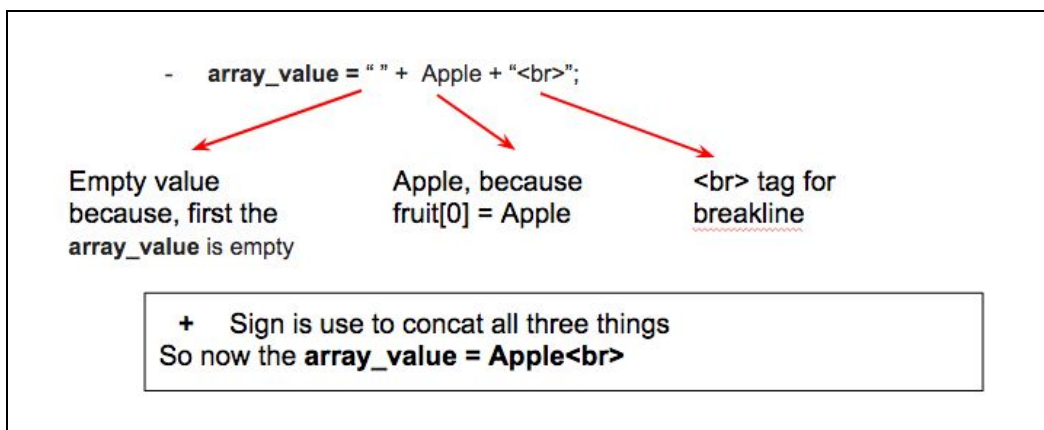 - array_value = “ ” + Apple + “<br>”;
Empty value
because, first the
array_value is empty
Apple, because
fruit[0] = Apple
<br> tag for
breakline
+ Sign is use to concat all three things
So now the array_value = Apple<br>